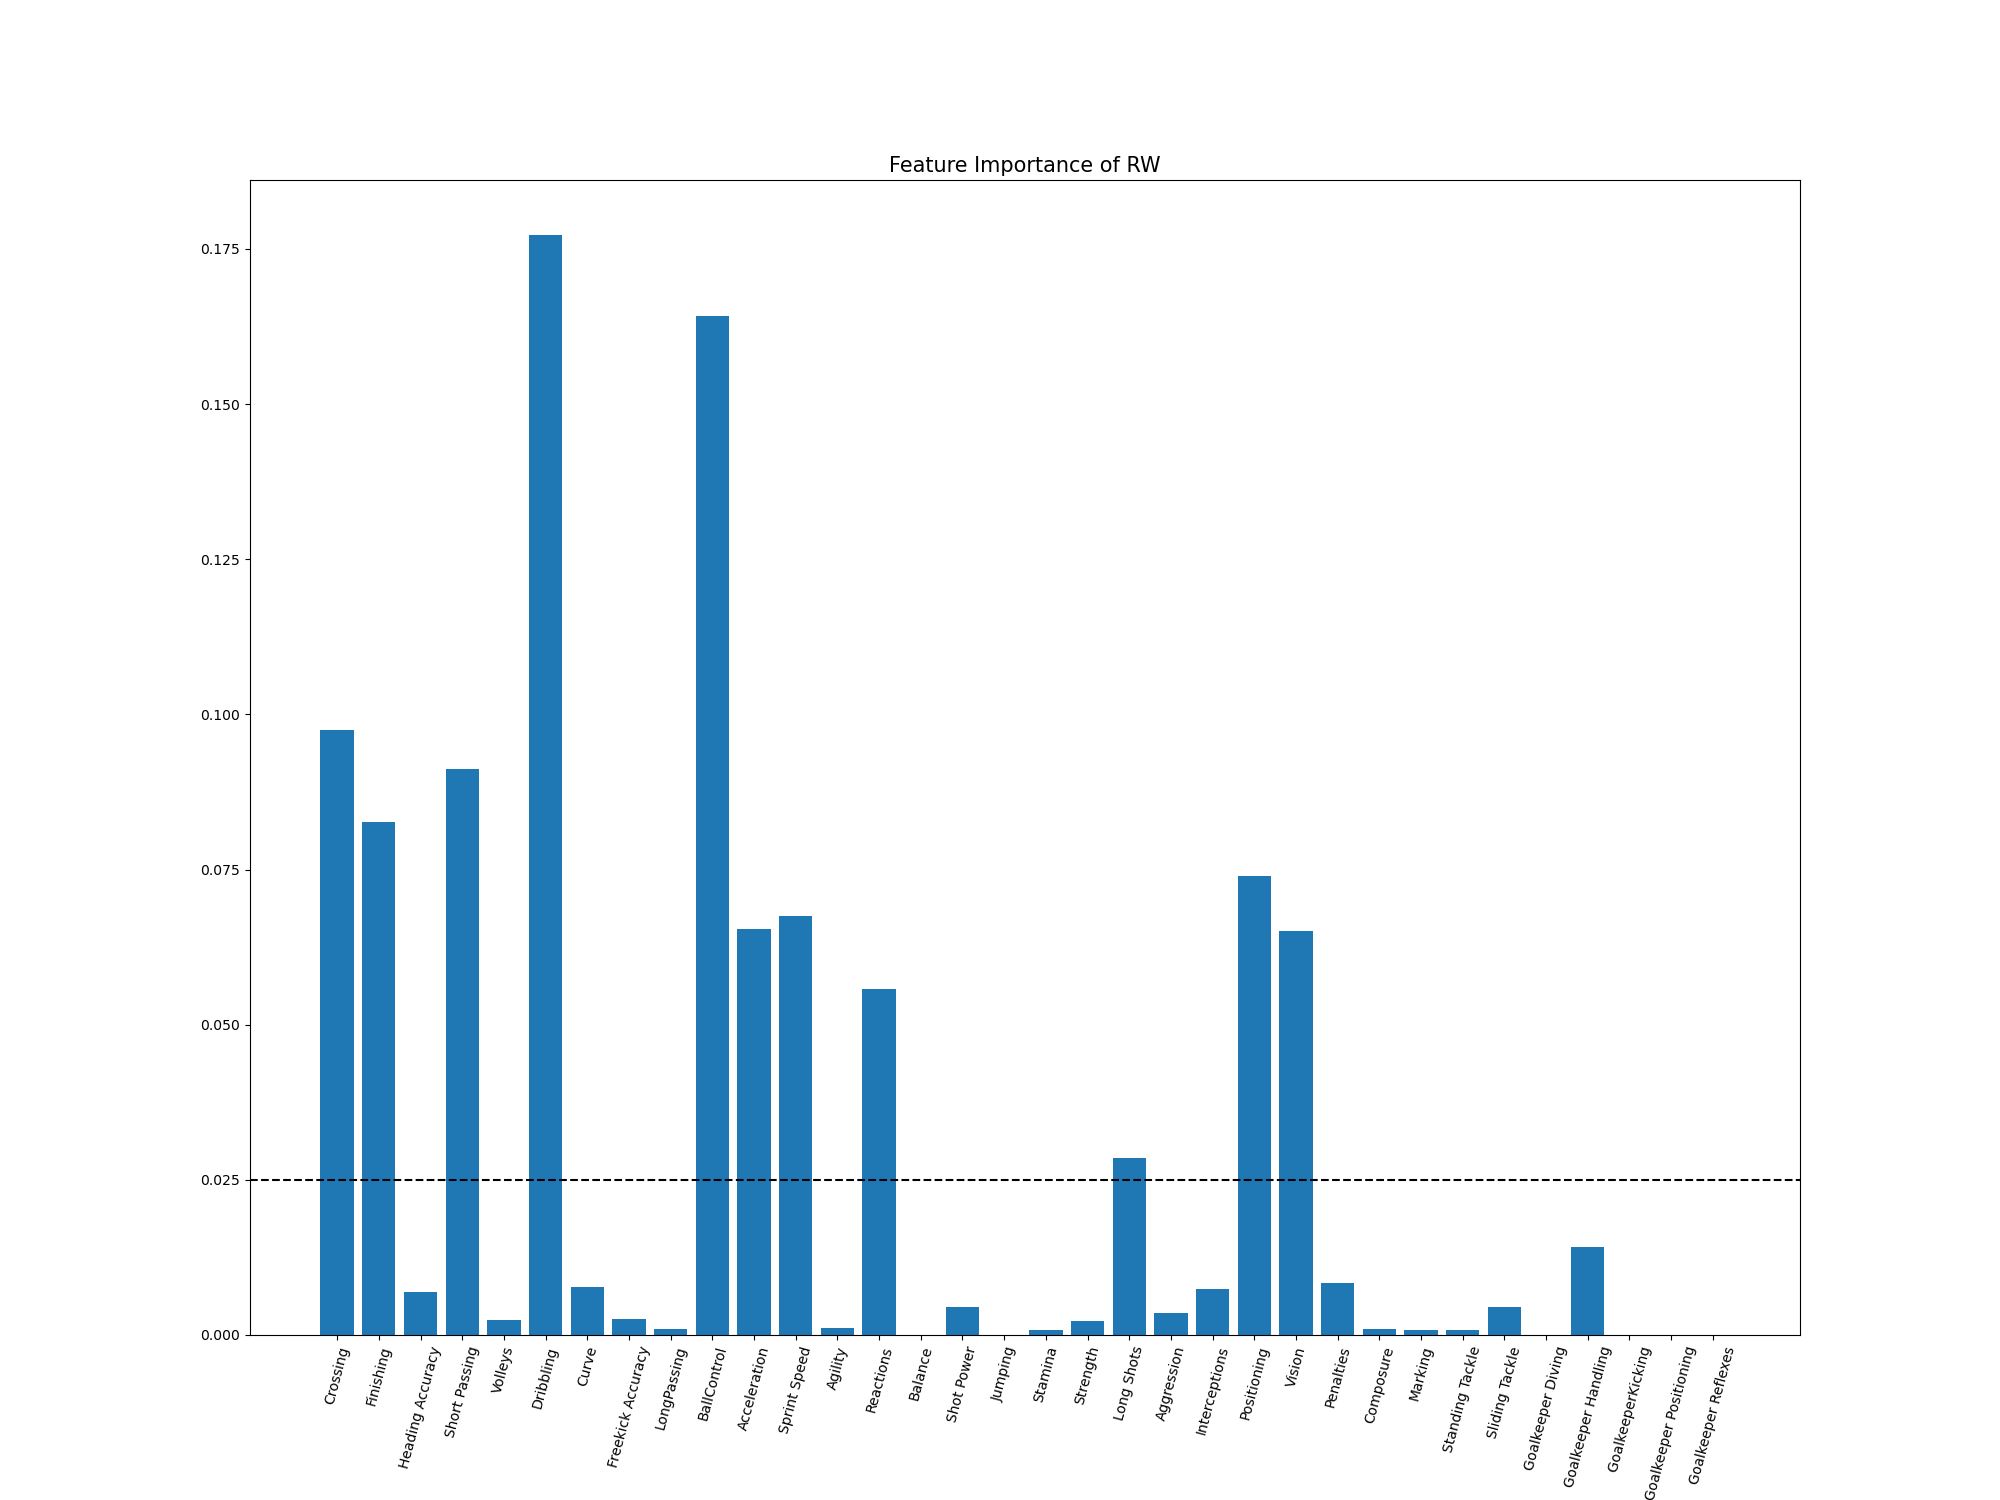 Feature Importance of RW
0.175
0.150
0.125
0.100
0.075
0.050
0.025
0.000
Crossing
Finishing
Heading Accuracy
Short Passing
Volleys
Dribbling
Curve
Freekick Accuracy
LongPassing
BallControl
Acceleration
Sprint Speed
Agility
Reactions
Balance
Shot Power
Jumping
Stamina
Strength
Long Shots
Aggression
Interceptions
Positioning
Vision
Penalties
Composure
Marking
Standing Tackle
Sliding Tackle
Goalkeeper Diving
Goalkeeper Handling
GoalkeeperKicking
Goalkeeper Positioning
Goalkeeper Reflexes